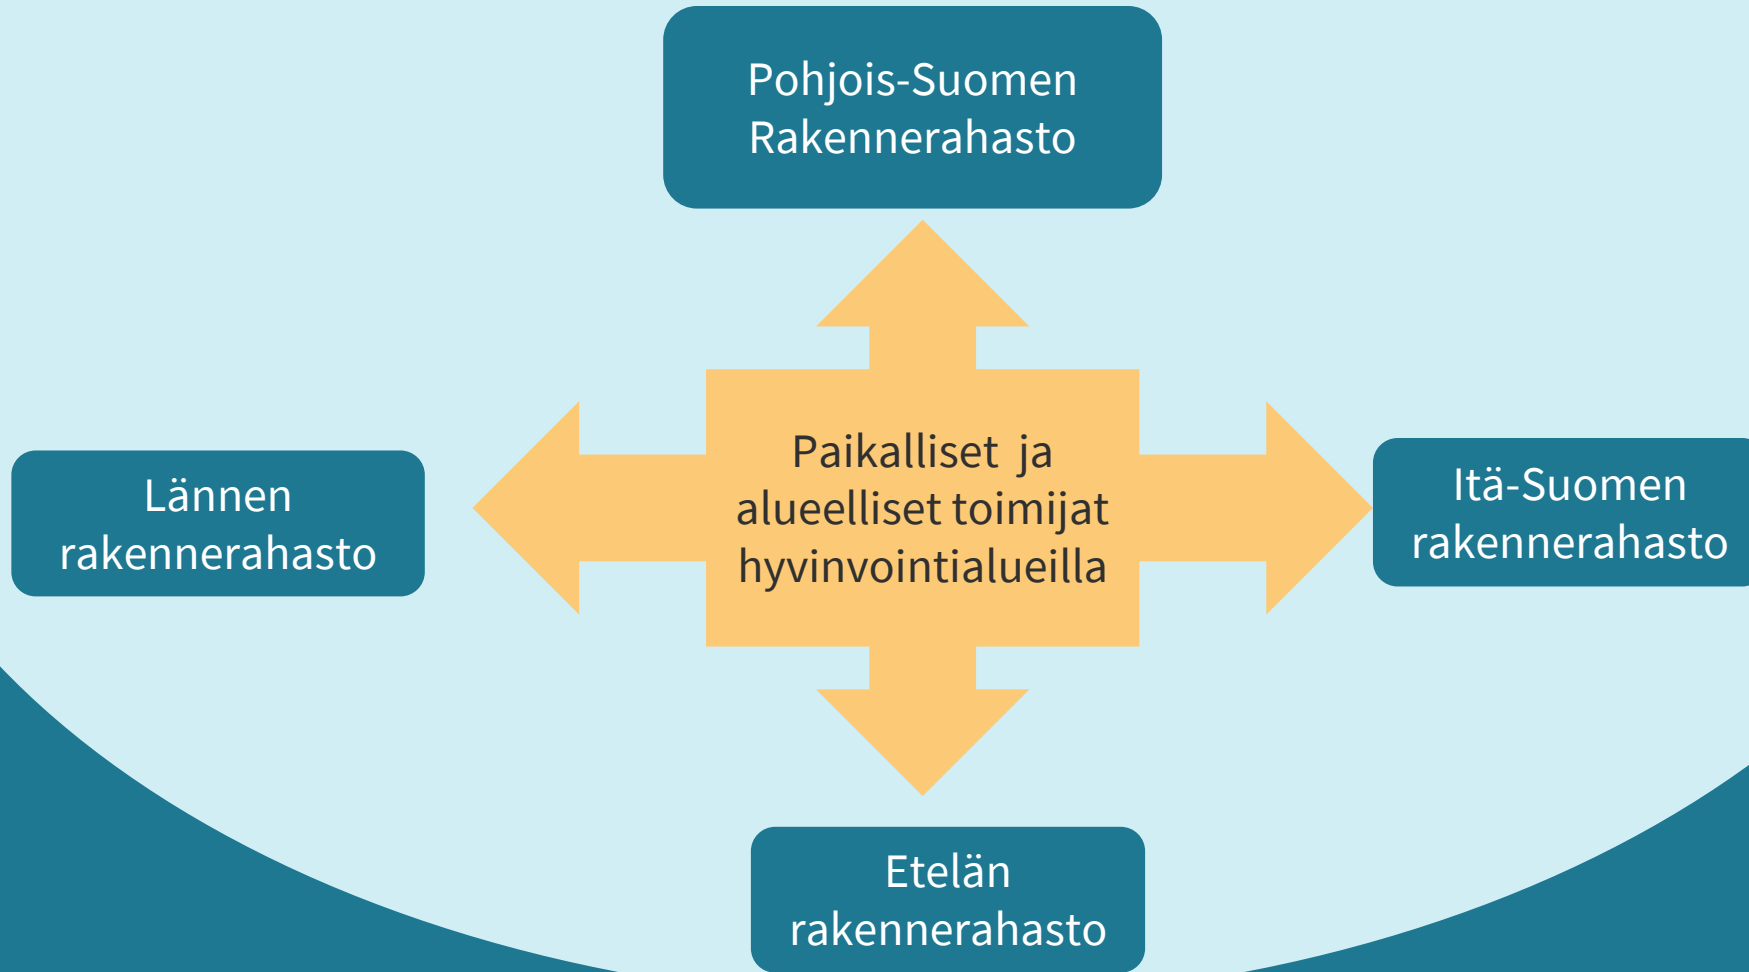 Pohjois-Suomen
Rakennerahasto
Lännen
rakennerahasto
Paikalliset ja
alueelliset toimijat
hyvinvointialueilla
Itä-Suomen
rakennerahasto
Etelän
rakennerahasto